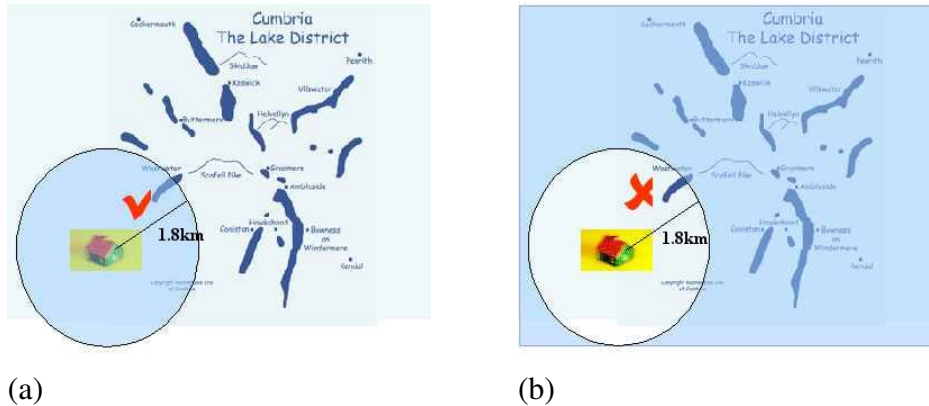 Cumbria
The Lake District
Cockermouth
Skiddaw
Penrith
Keswick
Ullswater
Buttermere
Helvellyn
Wastwater
Scafell Pike
Grasmere
Ambleside
Hawkshead
Coniston
Bowness
on
Windermere
Kendal
1.8km
(a)
Cumbria
The Lake District
Cockermouth
Skiddaw
Penrith
Keswick
Ullswater
Buttermere
Helvellyn
Wastwater
Scafell Pike
Grasmere
Ambleside
Hawkshead
Coniston
Bowness
on
Windermere
Kendal
1.8km
(b)